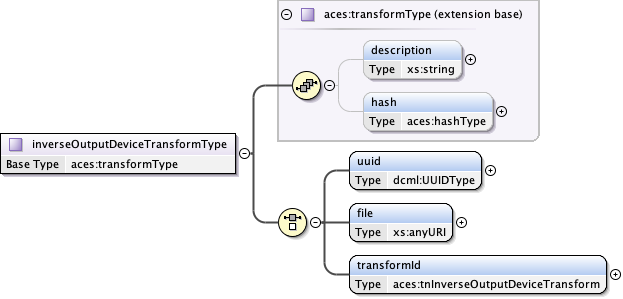 aces:transformType (extension base)
description
Type xs:string
hash
Type aces:hashType
inverseOutputDeviceTransformType
Base Type aces:transformType
uuid
Type dcml:UUIDType
file
Type xs:anyURI
transformId
Type aces:tnInverseOutputDeviceTransform